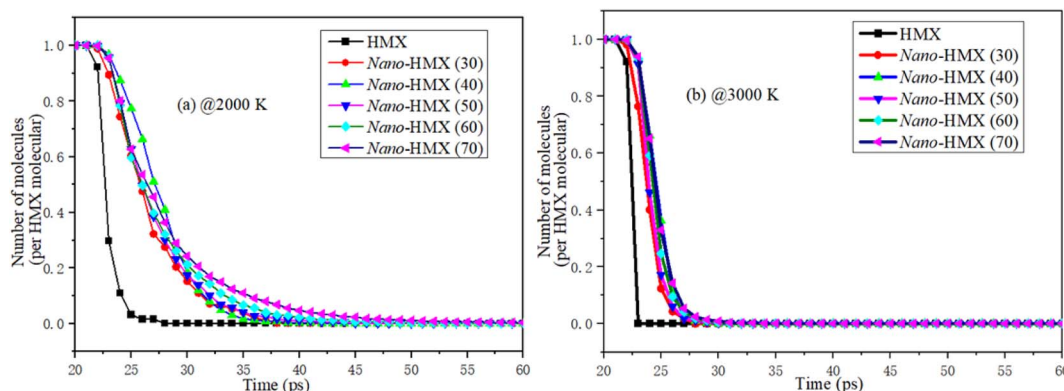 1.0
0.8
0.6
0.4
0.2
0.0
Number of molecules
(per HMX molecular)
20 25 30 35 40 45 50 55 60
Time (ps)
HMX
Nano-HMX (30)
Nano-HMX (40)
Nano-HMX (50)
Nano-HMX (60)
Nano-HMX (70)
(a) @2000 K
1.0
0.8
0.6
0.4
0.2
0.0
Number of molecules
(per HMX molecular)
20 25 30 35 40 45 50 55 60
Time (ps)
HMX
Nano-HMX (30)
Nano-HMX (40)
Nano-HMX (50)
Nano-HMX (60)
Nano-HMX (70)
(b) @3000 K